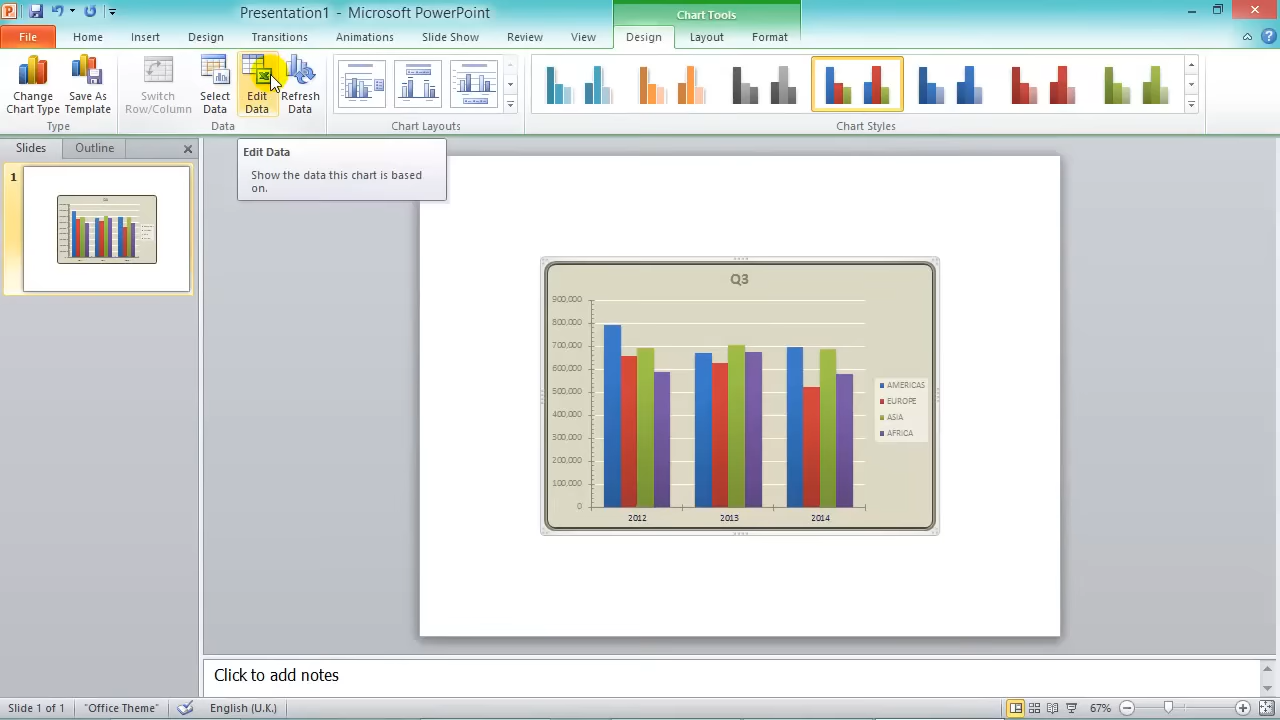 Presentation1 - Microsoft PowerPoint
Chart Tools
File Home Insert Design Transitions Animations Slide Show Review View Design Layout Format
Change Chart Type
Save As Template
Switch Row/Column
Select Data
Edit Data
Refresh Data
Type Data Chart Layouts Chart Styles
Slides Outline
Edit Data
Show the data this chart is based
on.
1
Q3
900,000
800,000
700,000
600,000
500,000
400,000
300,000
200,000
100,000
0
2012 2013 2014
AMERICAS
EUROPE
ASIA
AFRICA
Click to add notes
Slide 1 of 1 "Office Theme" English (U.K.) 67%